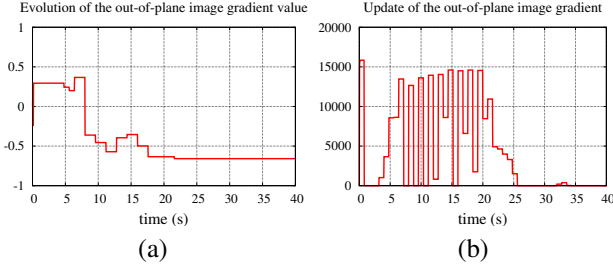 Evolution of the out-of-plane image gradient value
1
0.5
0
-0.5
-1
0 5 10 15 20 25 30 35 40
time (s)
(a)
Update of the out-of-plane image gradient
20000
15000
10000
5000
0
0 5 10 15 20 25 30 35 40
time (s)
(b)